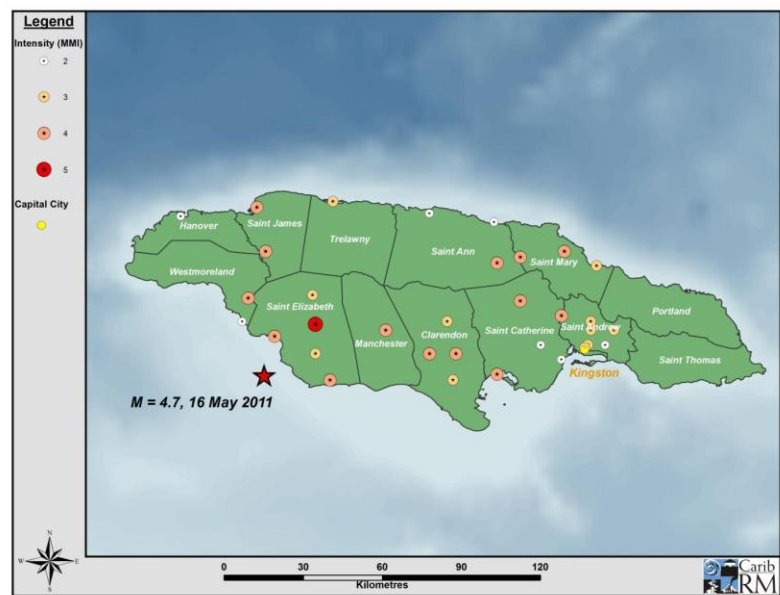 Legend
Intensity (MMI)
2
3
4
5
Capital City
Hanover
Saint James
Trelawny
Saint Ann
Saint Mary
Westmoreland
Saint Elizabeth
Manchester
Clarendon
Saint Catherine
Saint Andrew
Portland
Saint Thomas
Kingston
M = 4.7, 16 May 2011
N
W
E
S
0
30
60
90
120
Kilometres
Carib
RM